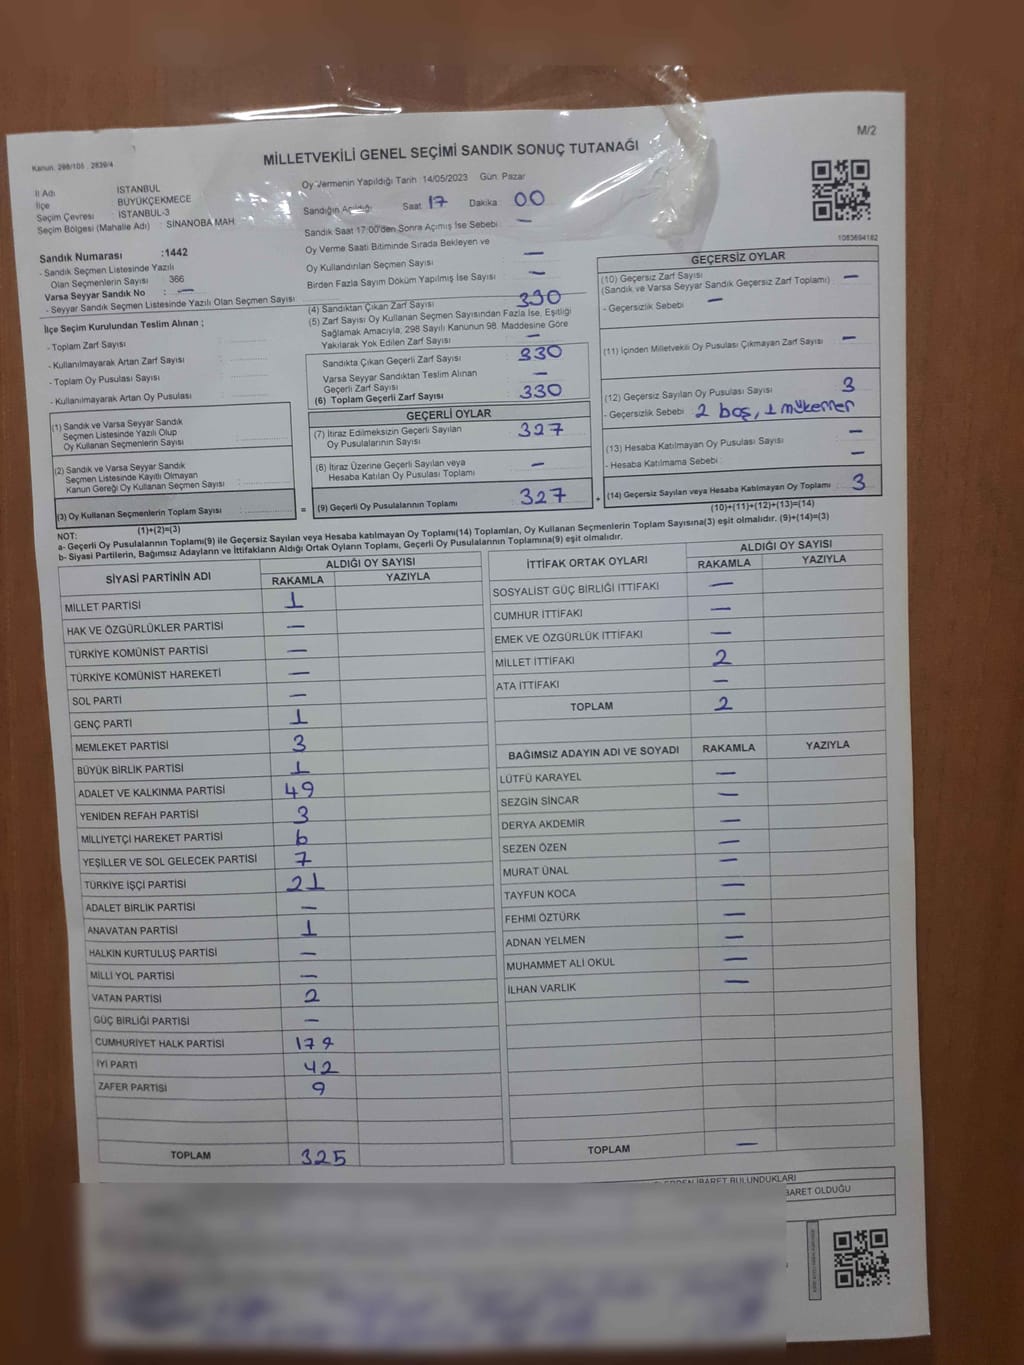 M/2
Kanun: 298/105 , 2839/4
MİLLETVEKİLİ GENEL SEÇİMİ SANDIK SONUÇ TUTANAĞI
İl Adı : İSTANBUL
İlçe : BÜYÜKÇEKMECE
Seçim Çevresi : İSTANBUL-3
Seçim Bölgesi (Mahalle Adı) : SİNANOBA MAH
Sandık Numarası :1442
- Sandık Seçmen Listesinde Yazılı
Olan Seçmenlerin Sayısı : 366
Varsa Seyyar Sandık No : —
- Seyyar Sandık Seçmen Listesinde Yazılı Olan Seçmen Sayısı
İlçe Seçim Kurulundan Teslim Alınan ;
- Toplam Zarf Sayısı :
- Kullanılmayarak Artan Zarf Sayısı :
- Toplam Oy Pusulası Sayısı :
- Kullanılmayarak Artan Oy Pusulası :
(1) Sandık ve Varsa Seyyar Sandık
Seçmen Listesinde Yazılı Olup
Oy Kullanan Seçmenlerin Sayısı :
(2) Sandık ve Varsa Seyyar Sandık
Seçmen Listesinde Kayıtlı Olmayan
Kanun Gereği Oy Kullanan Seçmen Sayısı :
(3) Oy Kullanan Seçmenlerin Toplam Sayısı :
(1)+(2)=(3)
Oy Vermenin Yapıldığı Tarih :14/05/2023 Gün: Pazar
Sandığın Açıldığı Saat 17 Dakika : 00
Sandık Saat 17:00'den Sonra Açımış İse Sebebi : —
Oy Verme Saati Bitiminde Sırada Bekleyen ve
Oy Kullandırılan Seçmen Sayısı : —
Birden Fazla Sayım Döküm Yapılmış İse Sayısı : —
(4) Sandıktan Çıkan Zarf Sayısı : 330
(5) Zarf Sayısı Oy Kullanan Seçmen Sayısından Fazla İse, Eşitliği
Sağlamak Amacıyla, 298 Sayılı Kanunun 98. Maddesine Göre
Yakılarak Yok Edilen Zarf Sayısı : —
Sandıkta Çıkan Geçerli Zarf Sayısı : 330
Varsa Seyyar Sandıktan Teslim Alınan
Geçerli Zarf Sayısı : —
(6) Toplam Geçerli Zarf Sayısı : 330
GEÇERLİ OYLAR
(7) İtiraz Edilmeksizin Geçerli Sayılan
Oy Pusulalarının Sayısı : 327
(8) İtiraz Üzerine Geçerli Sayılan veya
Hesaba Katılan Oy Pusulası Toplamı : —
= (9) Geçerli Oy Pusulalarının Toplamı : 327 +
1083694182
GEÇERSİZ OYLAR
(10) Geçersiz Zarf Sayısı : —
(Sandık ve Varsa Seyyar Sandık Geçersiz Zarf Toplamı)
- Geçersizlik Sebebi : —
(11) İçinden Milletvekili Oy Pusulası Çıkmayan Zarf Sayısı : —
(12) Geçersiz Sayılan Oy Pusulası Sayısı : 3
- Geçersizlik Sebebi : 2 boş, 1 mükerrer
(13) Hesaba Katılmayan Oy Pusulası Sayısı : —
- Hesaba Katılmama Sebebi : —
(14) Geçersiz Sayılan veya Hesaba Katılmayan Oy Toplamı : 3
(10)+(11)+(12)+(13)=(14)
NOT:
a- Geçerli Oy Pusulalarının Toplamı(9) ile Geçersiz Sayılan veya Hesaba katılmayan Oy Toplamı(14) Toplamları, Oy Kullanan Seçmenlerin Toplam Sayısına(3) eşit olmalıdır. (9)+(14)=(3)
b- Siyasi Partilerin, Bağımsız Adayların ve İttifakların Aldığı Ortak Oyların Toplamı, Geçerli Oy Pusulalarının Toplamına(9) eşit olmalıdır.
SİYASİ PARTİNİN ADI ALDIĞI OY SAYISI
RAKAMLA YAZIYLA
MİLLET PARTİSİ 1
HAK VE ÖZGÜRLÜKLER PARTİSİ —
TÜRKİYE KOMÜNİST PARTİSİ —
TÜRKİYE KOMÜNİST HAREKETİ —
SOL PARTİ —
GENÇ PARTİ 1
MEMLEKET PARTİSİ 3
BÜYÜK BİRLİK PARTİSİ 1
ADALET VE KALKINMA PARTİSİ 49
YENİDEN REFAH PARTİSİ 3
MİLLİYETÇİ HAREKET PARTİSİ 6
YEŞİLLER VE SOL GELECEK PARTİSİ 7
TÜRKİYE İŞÇİ PARTİSİ 21
ADALET BİRLİK PARTİSİ —
ANAVATAN PARTİSİ 1
HALKIN KURTULUŞ PARTİSİ —
MİLLİ YOL PARTİSİ —
VATAN PARTİSİ 2
GÜÇ BİRLİĞİ PARTİSİ —
CUMHURİYET HALK PARTİSİ 179
İYİ PARTİ 42
ZAFER PARTİSİ 9
TOPLAM 325
İTTİFAK ORTAK OYLARI ALDIĞI OY SAYISI
RAKAMLA YAZIYLA
SOSYALİST GÜÇ BİRLİĞİ İTTİFAKI —
CUMHUR İTTİFAKI —
EMEK VE ÖZGÜRLÜK İTTİFAKI —
MİLLET İTTİFAKI 2
ATA İTTİFAKI —
TOPLAM 2
BAĞIMSIZ ADAYIN ADI VE SOYADI RAKAMLA YAZIYLA
LÜTFÜ KARAYEL —
SEZGİN SİNCAR —
DERYA AKDEMİR —
SEZEN ÖZEN —
MURAT ÜNAL —
TAYFUN KOCA —
FEHMİ ÖZTÜRK —
ADNAN YELMEN —
MUHAMMET ALİ OKUL —
İLHAN VARLIK —
TOPLAM —
İBARET BULUNDUKLARI
İBARET OLDUĞU